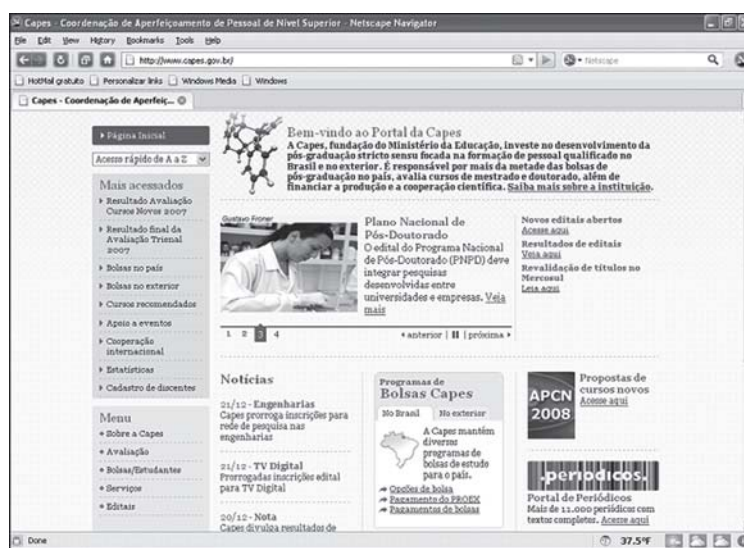 Capes - Coordenação de Aperfeiçoamento de Pessoal de Nível Superior - Netscape Navigator
File Edit View History Bookmarks Tools Help
http://www.capes.gov.br/
Netscape
HotMail gratuito Personalizar links Windows Media Windows
Capes - Coordenação de Aperfeiç...
Página Inicial
Acesso rápido de A a Z
Mais acessados
Resultado Avaliação
Cursos Novos 2007
Resultado final da
Avaliação Trienal
2007
Bolsas no país
Bolsas no exterior
Cursos recomendados
Apoio a eventos
Cooperação
internacional
Estatísticas
Cadastro de discentes
Menu
Sobre a Capes
Avaliação
Bolsas/Estudantes
Serviços
Editais
Bem-vindo ao Portal da Capes
A Capes, fundação do Ministério da Educação, investe no desenvolvimento da
pós-graduação stricto sensu focada na formação de pessoal qualificado no
Brasil e no exterior. É responsável por mais da metade das bolsas de
pós-graduação no país, avalia cursos de mestrado e doutorado, além de
financiar a produção e a cooperação científica. Saiba mais sobre a instituição.
Gustavo Froner
Plano Nacional de
Pós-Doutorado
O edital do Programa Nacional
de Pós-Doutorado (PNPD) deve
integrar pesquisas
desenvolvidas entre
universidades e empresas. Veja
mais
1 2 3 4
anterior | | próxima
Novos editais abertos
Acesse aqui
Resultados de editais
Veja aqui
Revalidação de títulos no
Mercosul
Leia aqui
Notícias
21/12 - Engenharias
Capes prorroga inscrições para
rede de pesquisa nas
engenharias
21/12 - TV Digital
Prorrogadas inscrições edital
para TV Digital
20/12 - Nota
Capes divulga resultados de
Programas de
Bolsas Capes
No Brasil No exterior
A Capes mantém
diversos
programas de
bolsas de estudo
para o país.
Opções de bolsa
Pagamento do PROEX
Pagamentos de bolsas
APCN
2008
Propostas de
cursos novos
Acesse aqui
.periodicos.
Portal de Periódicos
Mais de 11.000 periódicos com
textos completos. Acesse aqui
Done
37.5°F